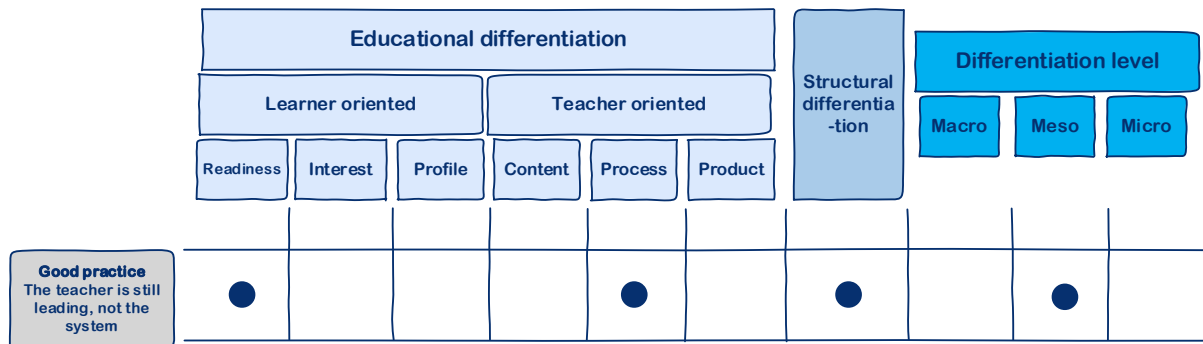 Educational differentiation
Learner oriented
Teacher oriented
Readiness
Interest
Profile
Content
Process
Product
Structural
differentia
-tion
Differentiation level
Macro
Meso
Micro
Good practice
The teacher is still
leading, not the
system